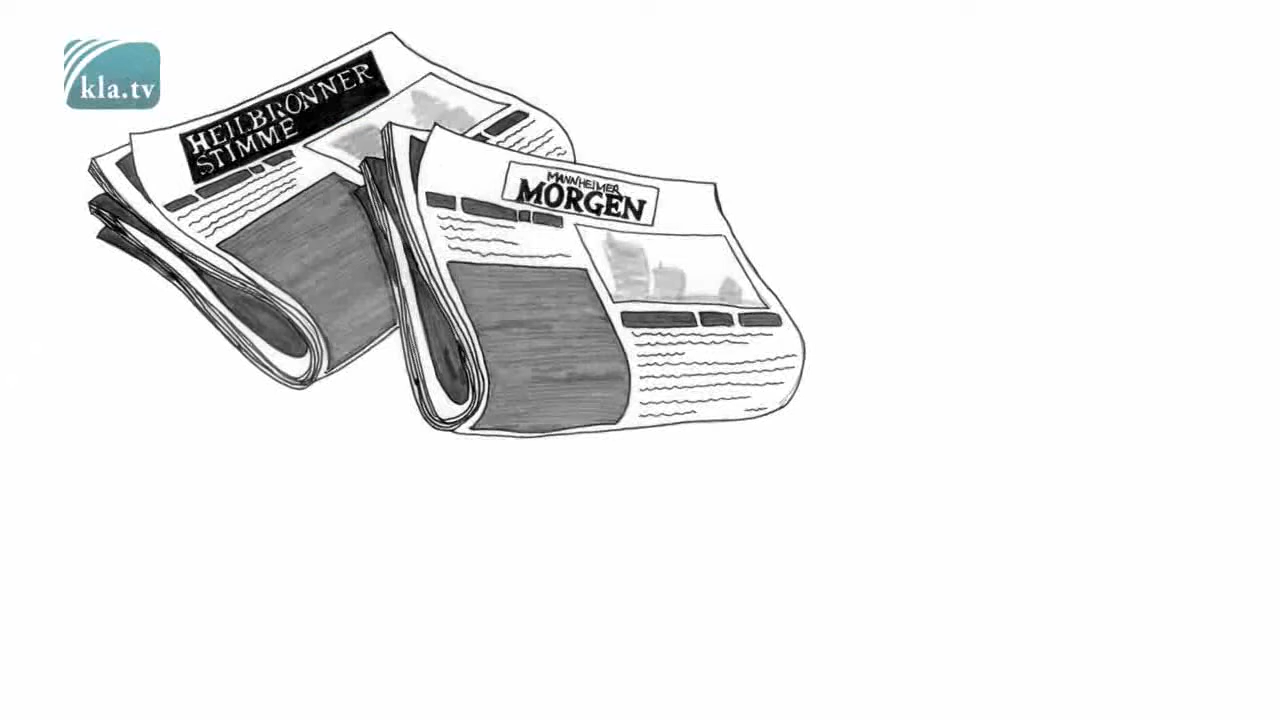 kla.tv
HEILBRONNER
STIMME
MANNHEIMER
MORGEN